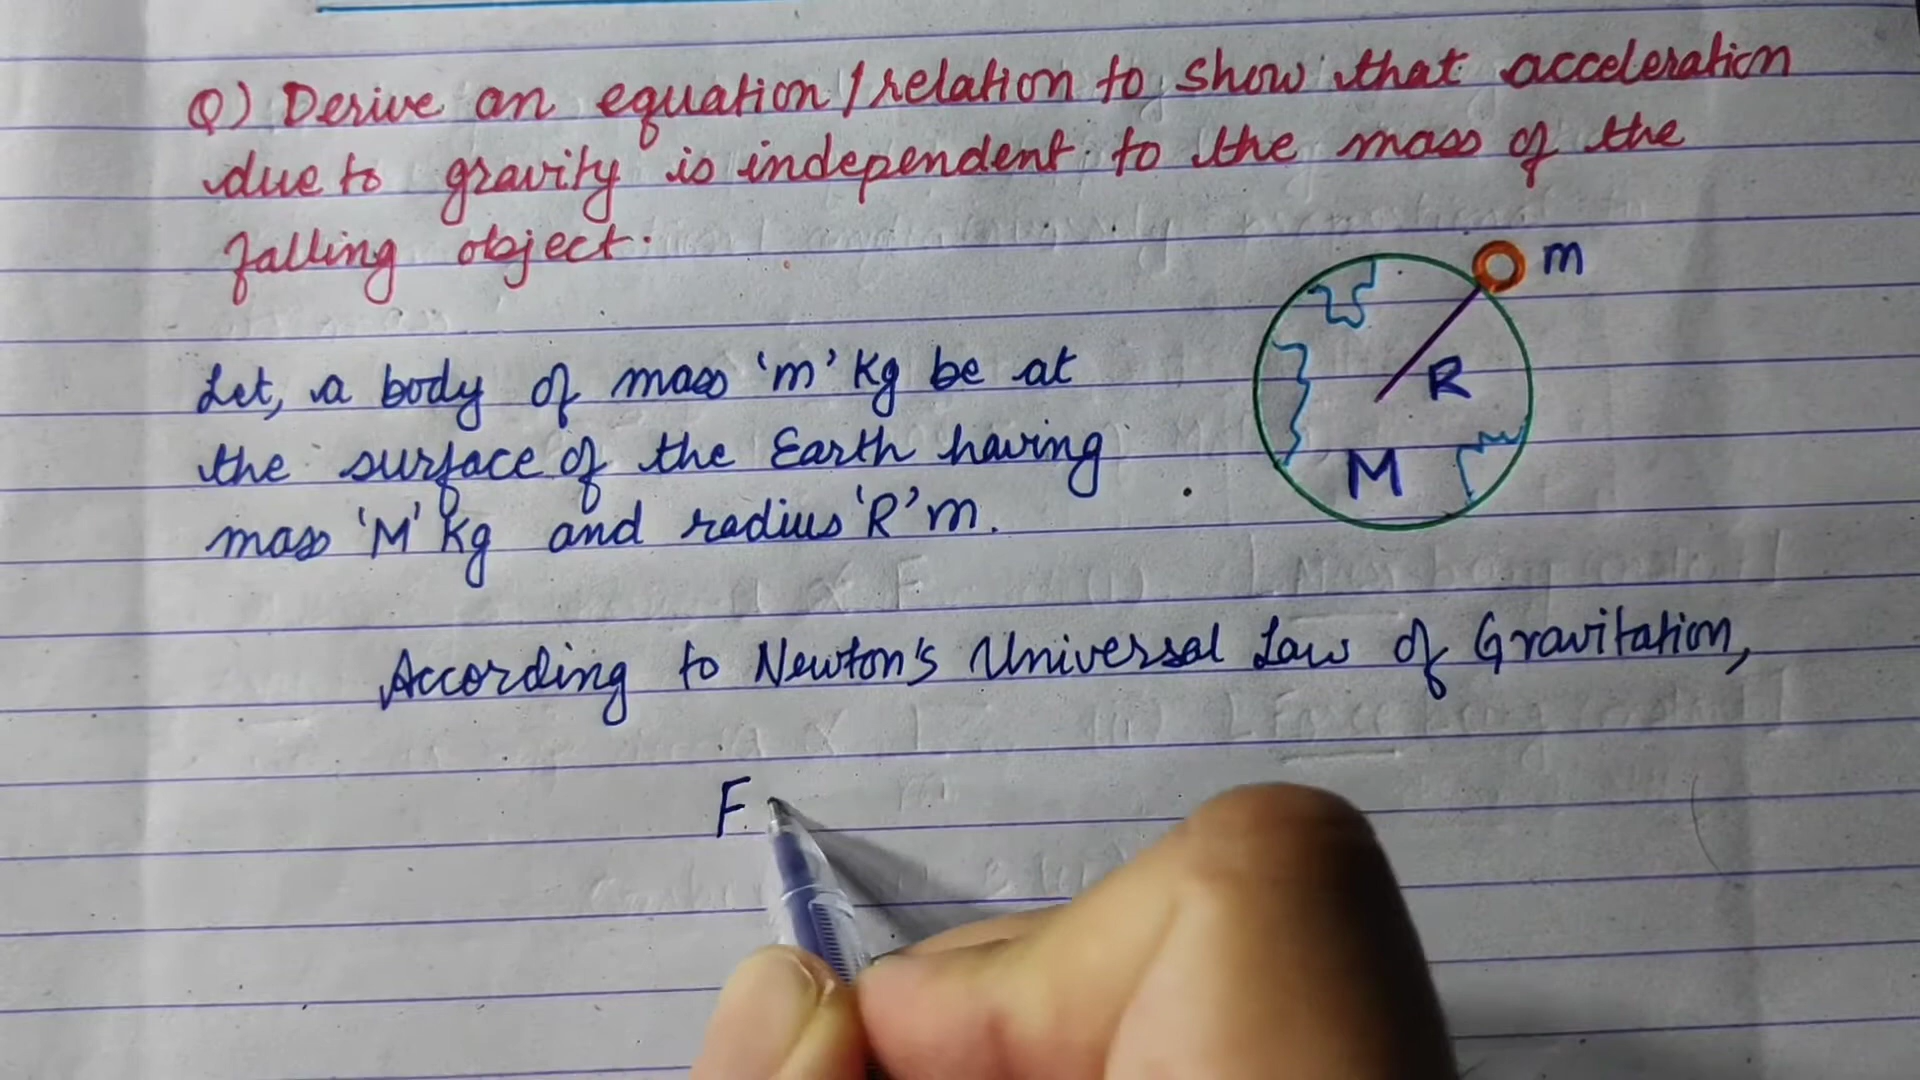 Q) Derive an equation/relation to show that acceleration
due to gravity is independent to the mass of the
falling object.
m
R
M
Let, a body of mass 'm' kg be at
the surface of the Earth having
mass 'M' kg and radius 'R' m.
According to Newton's Universal Law of Gravitation,
F